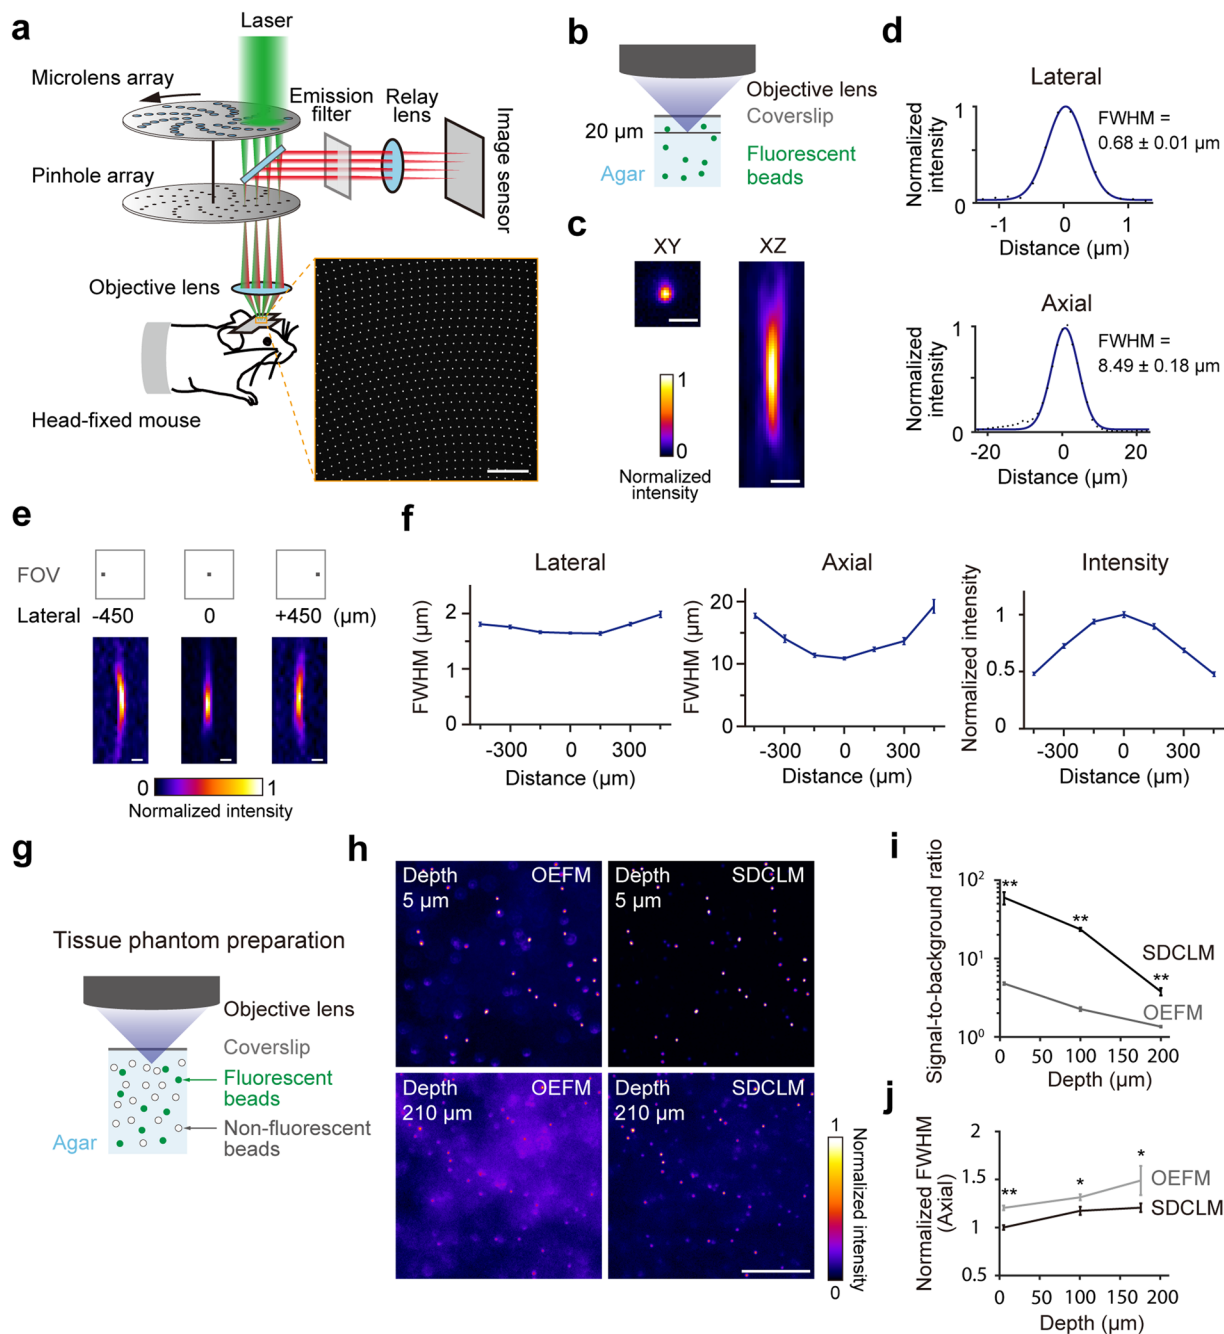 a
Laser
Microlens array
Emission
filter
Relay
lens
Image sensor
Pinhole array
Objective lens
Head-fixed mouse
b
Objective lens
Coverslip
20 µm
Fluorescent
beads
Agar
c
XY
XZ
1
0
Normalized
intensity
d
Lateral
Normalized
intensity
1
0
FWHM =
0.68 ± 0.01 µm
-1
0
1
Distance (µm)
Axial
Normalized
intensity
1
0
FWHM =
8.49 ± 0.18 µm
-20
0
20
Distance (µm)
e
FOV
Lateral -450 0 +450 (µm)
0
1
Normalized intensity
f
Lateral
FWHM (µm)
2
1
0
-300 0 300
Distance (µm)
Axial
FWHM (µm)
20
10
0
-300 0 300
Distance (µm)
Intensity
Normalized intensity
1
0.5
0
-300 0 300
Distance (µm)
g
Tissue phantom preparation
Objective lens
Coverslip
Fluorescent
beads
Non-fluorescent
beads
Agar
h
Depth OEFM
5 µm
Depth SDCLM
5 µm
Depth OEFM
210 µm
Depth SDCLM
210 µm
1
0
Normalized intensity
i
Signal-to-background ratio
10²
10¹
10⁰
**
**
**
SDCLM
OEFM
0 50 100 150 200
Depth (µm)
j
Normalized FWHM
(Axial)
2
1.5
1
0.5
**
*
*
OEFM
SDCLM
0 50 100 150 200
Depth (µm)